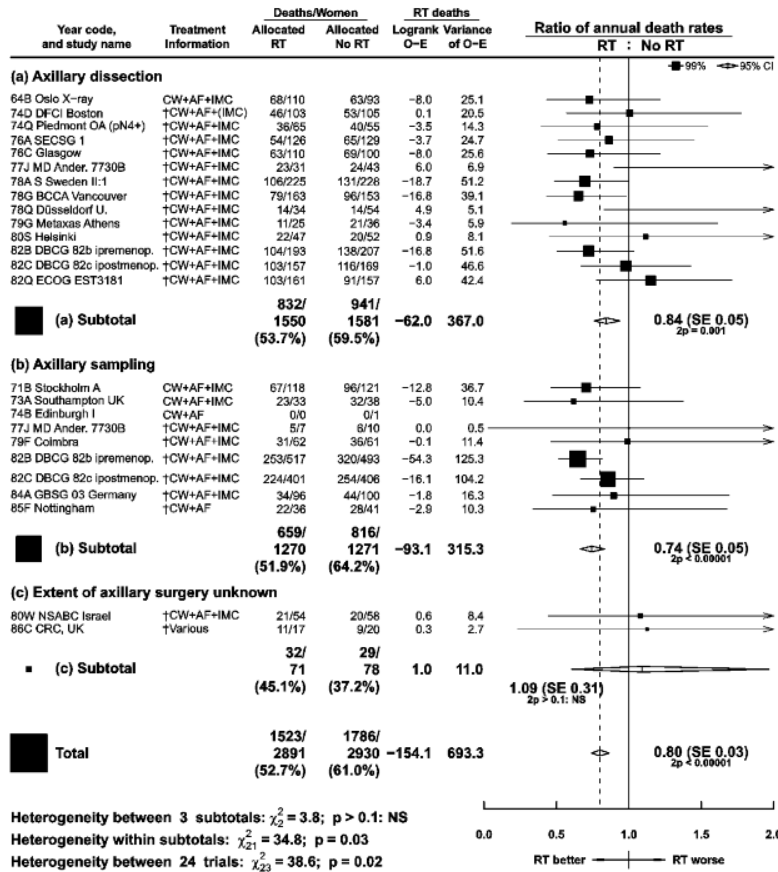 Year code, and study name Treatment Information Deaths/Women Allocated RT Allocated No RT RT deaths Logrank O–E Variance of O–E Ratio of annual death rates RT : No RT
99% 95% CI
(a) Axillary dissection
64B Oslo X-ray CW+AF+IMC 68/110 63/93 −8.0 25.1
74D DFCI Boston †CW+AF+(IMC) 46/103 53/105 0.1 20.5
74Q Piedmont OA (pN4+) †CW+AF+IMC 36/65 40/55 −3.5 14.3
76A SECSG 1 †CW+AF+IMC 54/126 65/129 −3.7 24.7
76C Glasgow †CW+AF+IMC 63/110 69/100 −8.0 25.6
77J MD Ander. 7730B †CW+AF+IMC 23/31 24/43 6.0 6.9
78A S Sweden II:1 †CW+AF+IMC 106/225 131/228 −18.7 51.2
78G BCCA Vancouver †CW+AF+IMC 79/163 96/153 −16.8 39.1
78Q Düsseldorf U. †CW+AF+IMC 14/34 14/54 4.9 5.1
79G Metaxas Athens †CW+AF+IMC 11/25 21/36 −3.4 5.9
80S Helsinki †CW+AF+IMC 22/47 20/52 0.9 8.1
82B DBCG 82b ipremenop. †CW+AF+IMC 104/193 138/207 −16.8 51.6
82C DBCG 82c ipostmenop. †CW+AF+IMC 103/157 116/169 −1.0 46.6
82Q ECOG EST3181 †CW+AF+IMC 103/161 91/157 6.0 42.4
832/ 941/
(a) Subtotal 1550 1581 −62.0 367.0 0.84 (SE 0.05)
(53.7%) (59.5%) 2p = 0.001
(b) Axillary sampling
71B Stockholm A CW+AF+IMC 67/118 96/121 −12.8 36.7
73A Southampton UK CW+AF+IMC 23/33 32/38 −5.0 10.4
74B Edinburgh I CW+AF 0/0 0/1
77J MD Ander. 7730B †CW+AF+IMC 5/7 6/10 0.0 0.5
79F Coimbra †CW+AF+IMC 31/62 36/61 −0.1 11.4
82B DBCG 82b ipremenop. †CW+AF+IMC 253/517 320/493 −54.3 125.3
82C DBCG 82c ipostmenop. †CW+AF+IMC 224/401 254/406 −16.1 104.2
84A GBSG 03 Germany †CW+AF+IMC 34/96 44/100 −1.8 16.3
85F Nottingham †CW+AF 22/36 28/41 −2.9 10.3
659/ 816/
(b) Subtotal 1270 1271 −93.1 315.3 0.74 (SE 0.05)
(51.9%) (64.2%) 2p < 0.00001
(c) Extent of axillary surgery unknown
80W NSABC Israel †CW+AF+IMC 21/54 20/58 0.6 8.4
86C CRC, UK †Various 11/17 9/20 0.3 2.7
32/ 29/
(c) Subtotal 71 78 1.0 11.0
(45.1%) (37.2%) 1.09 (SE 0.31)
2p > 0.1: NS
1523/ 1786/
Total 2891 2930 −154.1 693.3 0.80 (SE 0.03)
(52.7%) (61.0%) 2p < 0.00001
Heterogeneity between 3 subtotals: χ²₂ = 3.8; p > 0.1: NS
Heterogeneity within subtotals: χ²₂₁ = 34.8; p = 0.03
Heterogeneity between 24 trials: χ²₂₃ = 38.6; p = 0.02
0.0 0.5 1.0 1.5 2.0
RT better RT worse